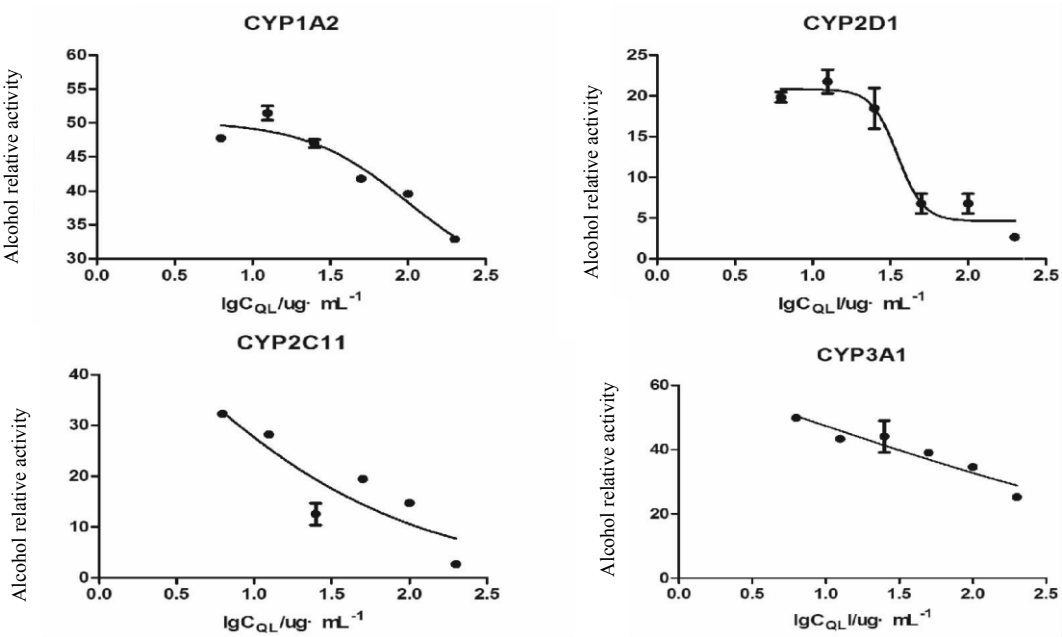 CYP1A2
Alcohol relative activity
60
55
50
45
40
35
30
0.0 0.5 1.0 1.5 2.0 2.5
lgC_QL/ug· mL⁻¹
CYP2D1
Alcohol relative activity
25
20
15
10
5
0
0.0 0.5 1.0 1.5 2.0 2.5
lgC_QL l/ug· mL⁻¹
CYP2C11
Alcohol relative activity
40
30
20
10
0
0.0 0.5 1.0 1.5 2.0 2.5
lgC_QL/ug· mL⁻¹
CYP3A1
Alcohol relative activity
60
40
20
0
0.0 0.5 1.0 1.5 2.0 2.5
lgC_QL l/ug· mL⁻¹